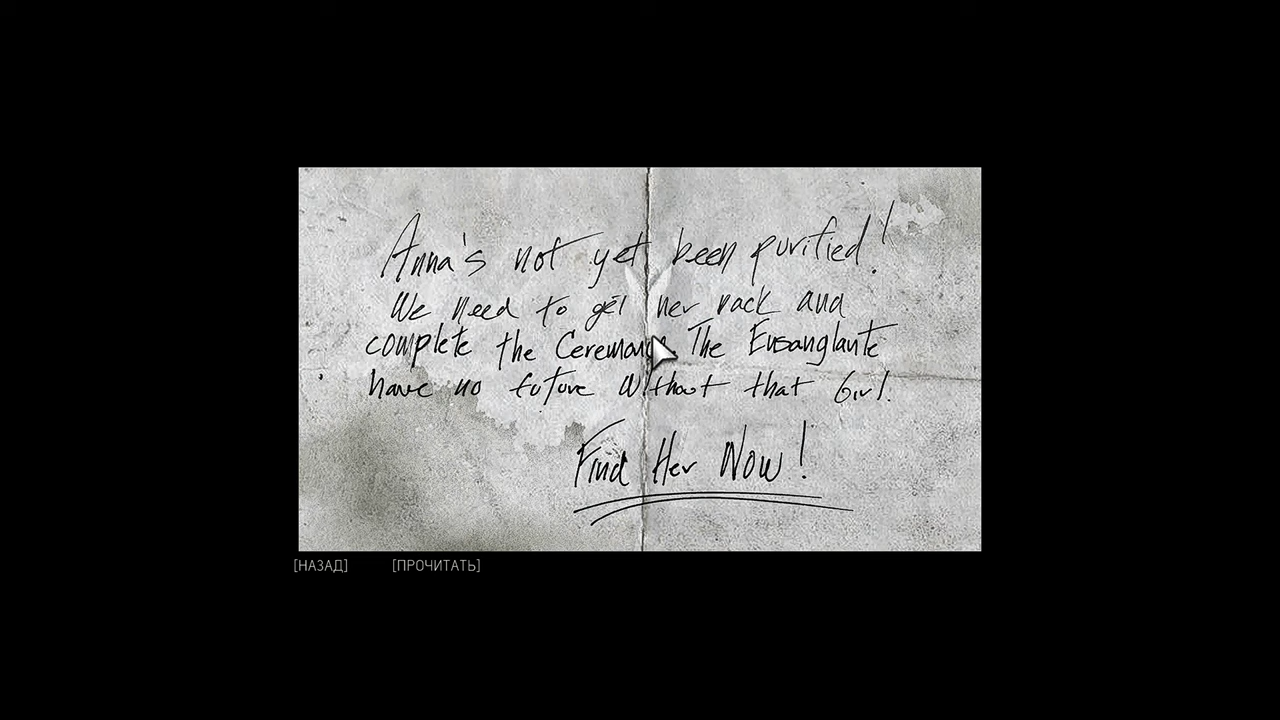 Anna's not yet been purified!
We need to get her back and
complete the Ceremony The Ensanglante
have no future without that Girl.
Find Her Now!
[НАЗАД] [ПРОЧИТАТЬ]